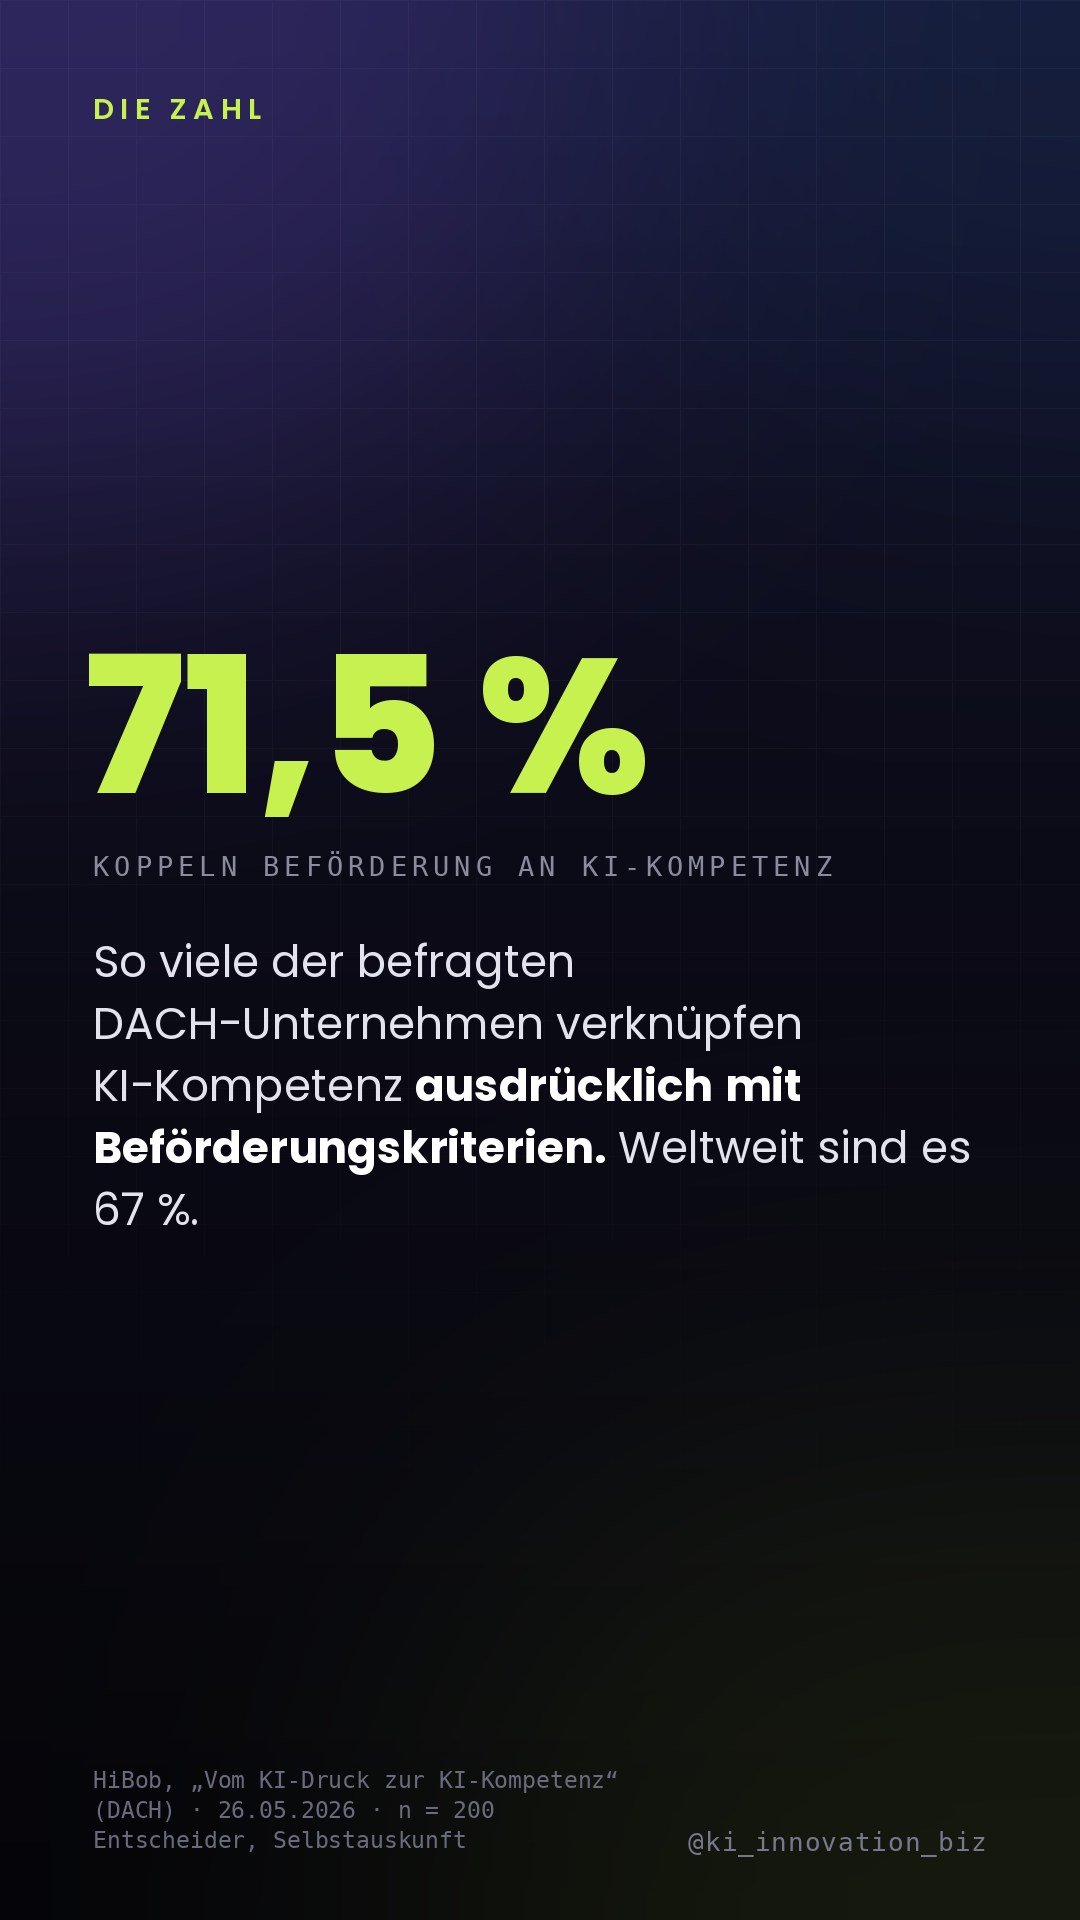 DIE ZAHL
71,5 %
KOPPELN BEFÖRDERUNG AN KI-KOMPETENZ
So viele der befragten
DACH-Unternehmen verknüpfen
KI-Kompetenz ausdrücklich mit
Beförderungskriterien. Weltweit sind es
67 %.
HiBob, „Vom KI-Druck zur KI-Kompetenz“
(DACH) · 26.05.2026 · n = 200
Entscheider, Selbstauskunft
@ki_innovation_biz